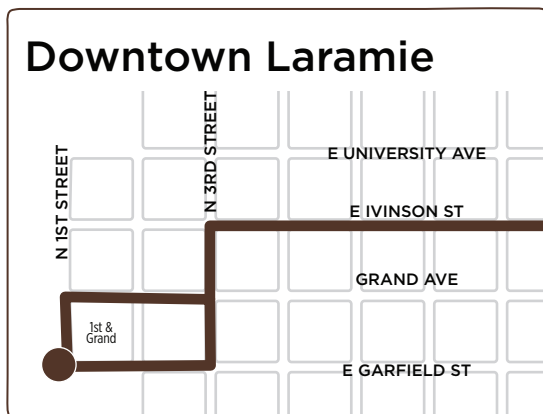 Downtown Laramie
N 1ST STREET
N 3RD STREET
E UNIVERSITY AVE
E IVINSON ST
GRAND AVE
1st &
Grand
E GARFIELD ST